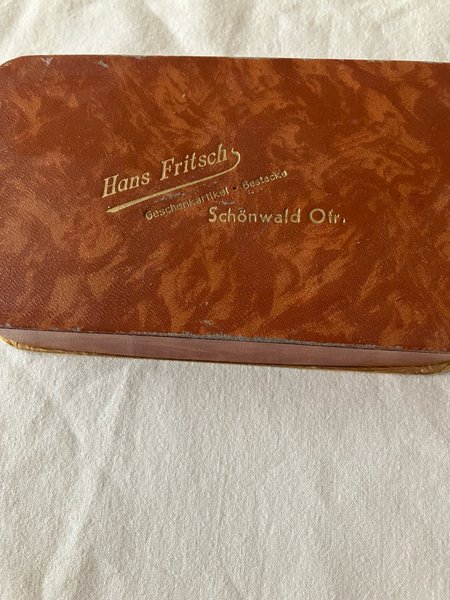 Hans Fritsch
Geschenkartikel - Bestecke
Schönwald Ofr.